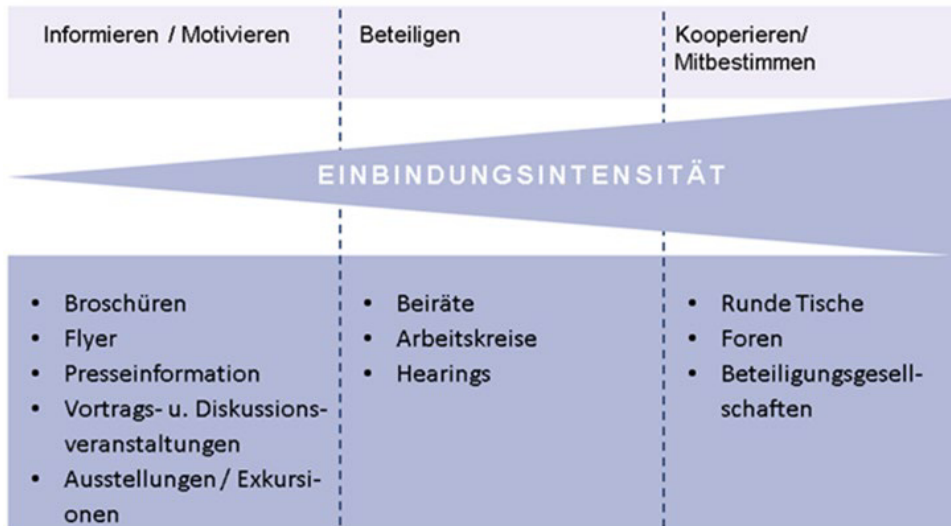 Informieren / Motivieren
Beteiligen
Kooperieren/
Mitbestimmen
EINBINDUNGSINTENSITÄT
• Broschüren
• Flyer
• Presseinformation
• Vortrags- u. Diskussions-
veranstaltungen
• Ausstellungen / Exkursi-
onen
• Beiräte
• Arbeitskreise
• Hearings
• Runde Tische
• Foren
• Beteiligungsgesell-
schaften